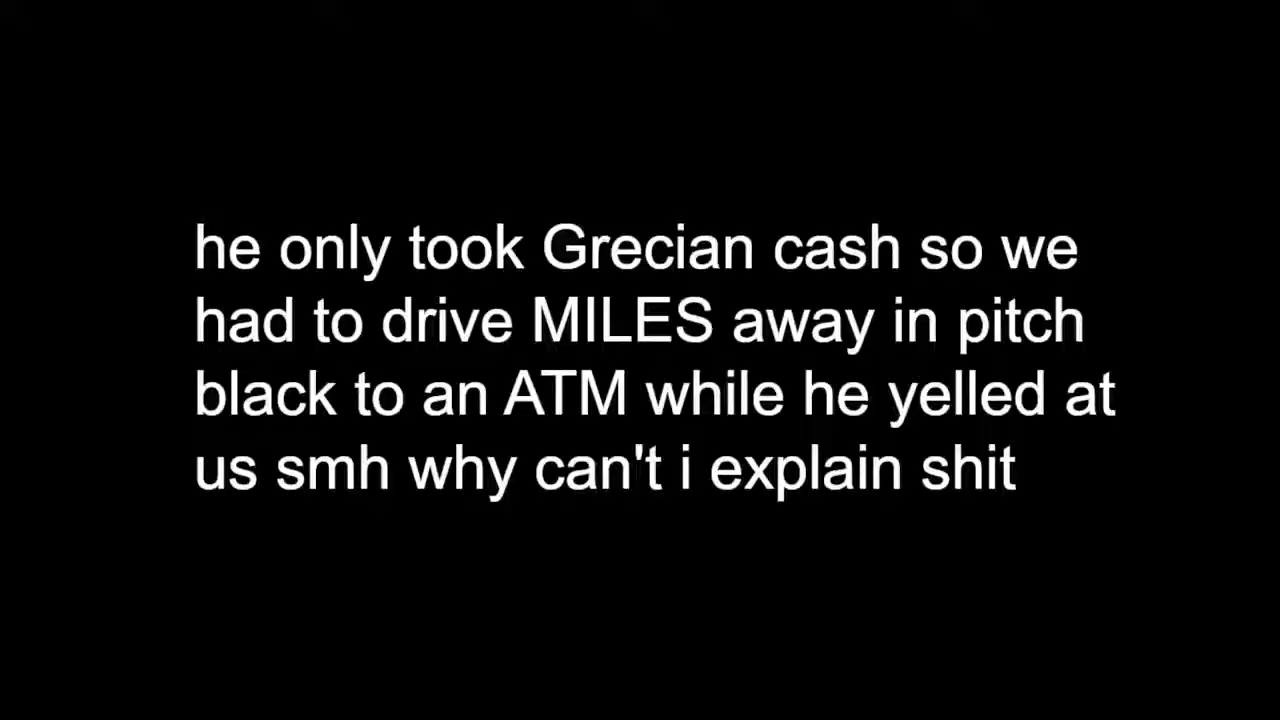 he only took Grecian cash so we
had to drive MILES away in pitch
black to an ATM while he yelled at
us smh why can't i explain shit